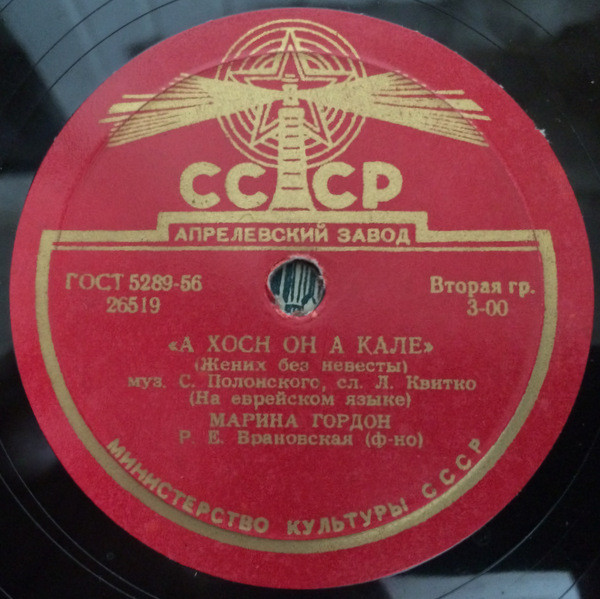 СССР
АПРЕЛЕВСКИЙ ЗАВОД
ГОСТ 5289-56
26519
Вторая гр.
3-00
«А ХОСН ОН А КАЛЕ»
(Жених без невесты)
муз. С. Полонского, сл. Л. Квитко
(На еврейском языке)
МАРИНА ГОРДОН
Р. Е. Врановская (ф-но)
МИНИСТЕРСТВО КУЛЬТУРЫ СССР